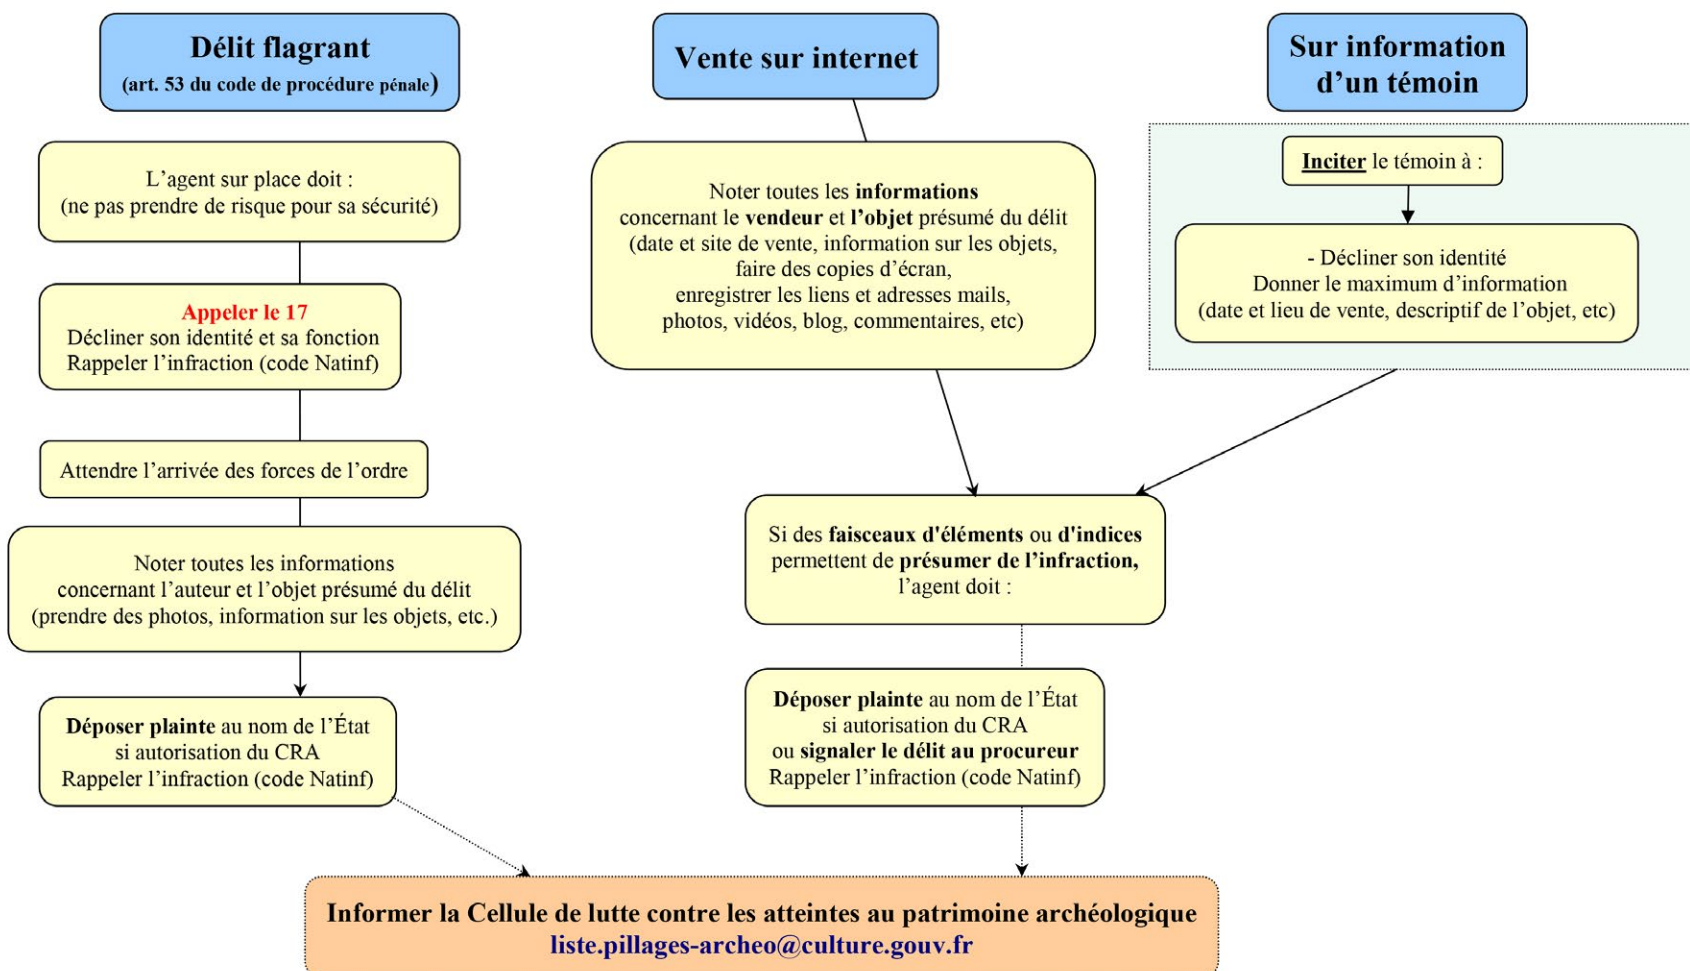 Délit flagrant
(art. 53 du code de procédure pénale)
L’agent sur place doit :
(ne pas prendre de risque pour sa sécurité)
Appeler le 17
Décliner son identité et sa fonction
Rappeler l’infraction (code Natinf)
Attendre l’arrivée des forces de l’ordre
Noter toutes les informations
concernant l’auteur et l’objet présumé du délit
(prendre des photos, information sur les objets, etc.)
Déposer plainte au nom de l’État
si autorisation du CRA
Rappeler l’infraction (code Natinf)
Vente sur internet
Noter toutes les informations
concernant le vendeur et l’objet présumé du délit
(date et site de vente, information sur les objets,
faire des copies d’écran,
enregistrer les liens et adresses mails,
photos, vidéos, blog, commentaires, etc)
Sur information
d’un témoin
Inciter le témoin à :
- Décliner son identité
Donner le maximum d’information
(date et lieu de vente, descriptif de l’objet, etc)
Si des faisceaux d'éléments ou d'indices
permettent de présumer de l’infraction,
l’agent doit :
Déposer plainte au nom de l’État
si autorisation du CRA
ou signaler le délit au procureur
Rappeler l’infraction (code Natinf)
Informer la Cellule de lutte contre les atteintes au patrimoine archéologique
liste.pillages-archeo@culture.gouv.fr